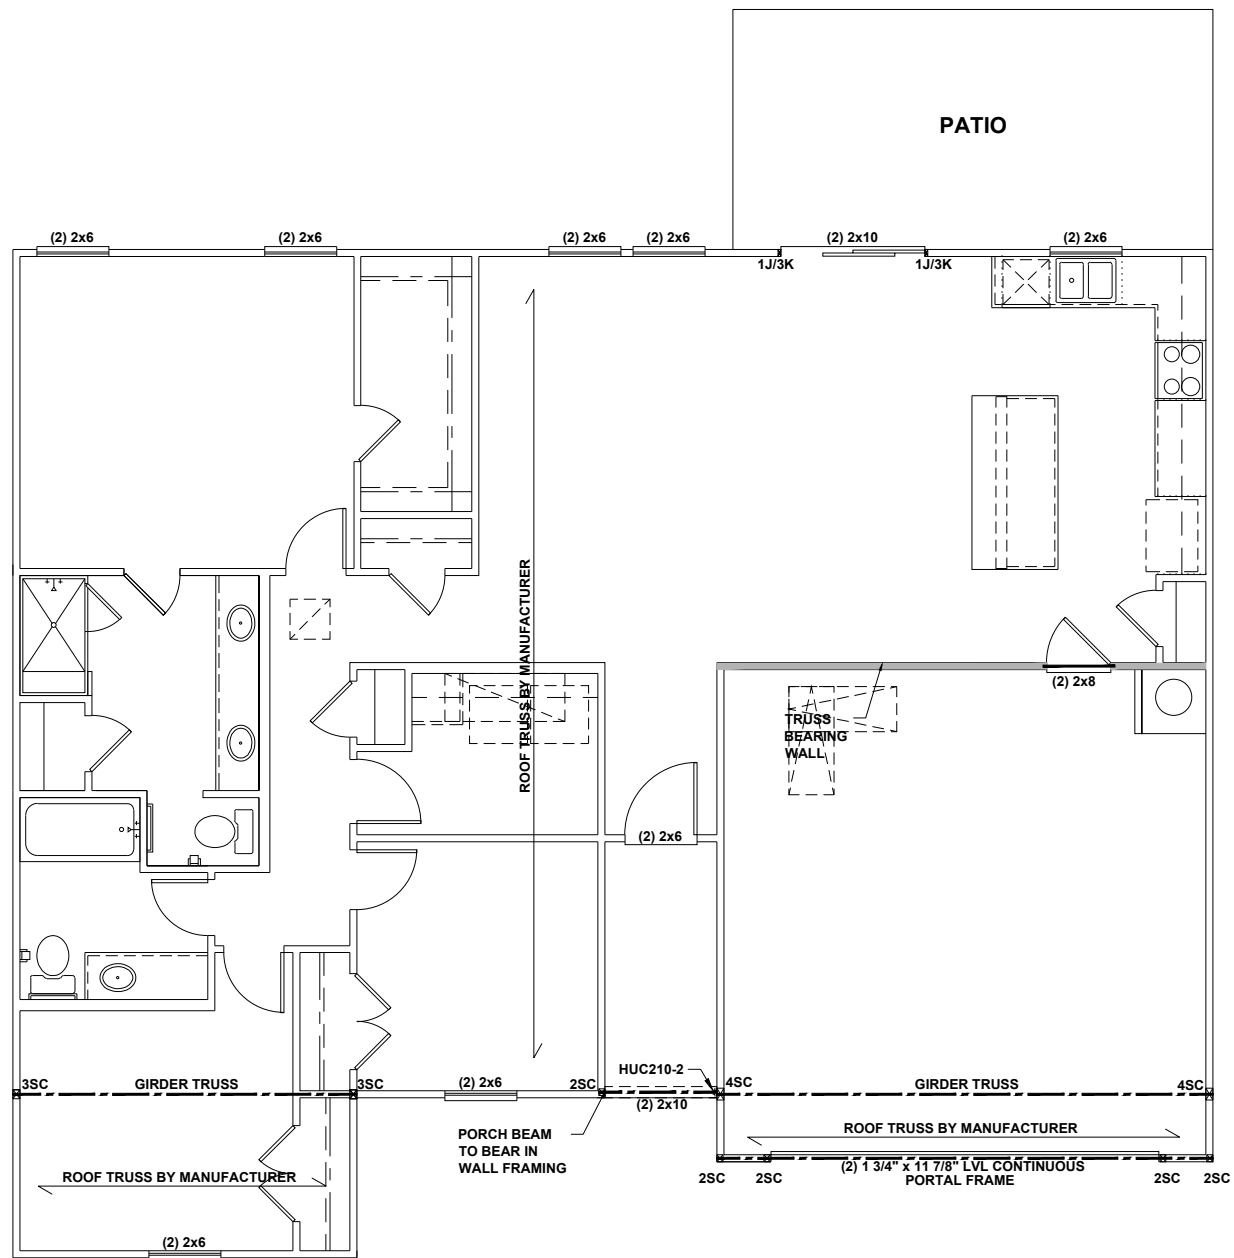 PATIO
(2) 2x6
(2) 2x6
(2) 2x6
(2) 2x6
(2) 2x10
(2) 2x6
1J/3K
1J/3K
ROOF TRUSS BY MANUFACTURER
(2) 2x8
TRUSS
BEARING
WALL
(2) 2x6
HUC210-2
3SC
GIRDER TRUSS
3SC
(2) 2x6
2SC
4SC
GIRDER TRUSS
4SC
(2) 2x10
PORCH BEAM
TO BEAR IN
WALL FRAMING
ROOF TRUSS BY MANUFACTURER
ROOF TRUSS BY MANUFACTURER
(2) 1 3/4" x 11 7/8" LVL CONTINUOUS
PORTAL FRAME
2SC
2SC
2SC
2SC
(2) 2x6